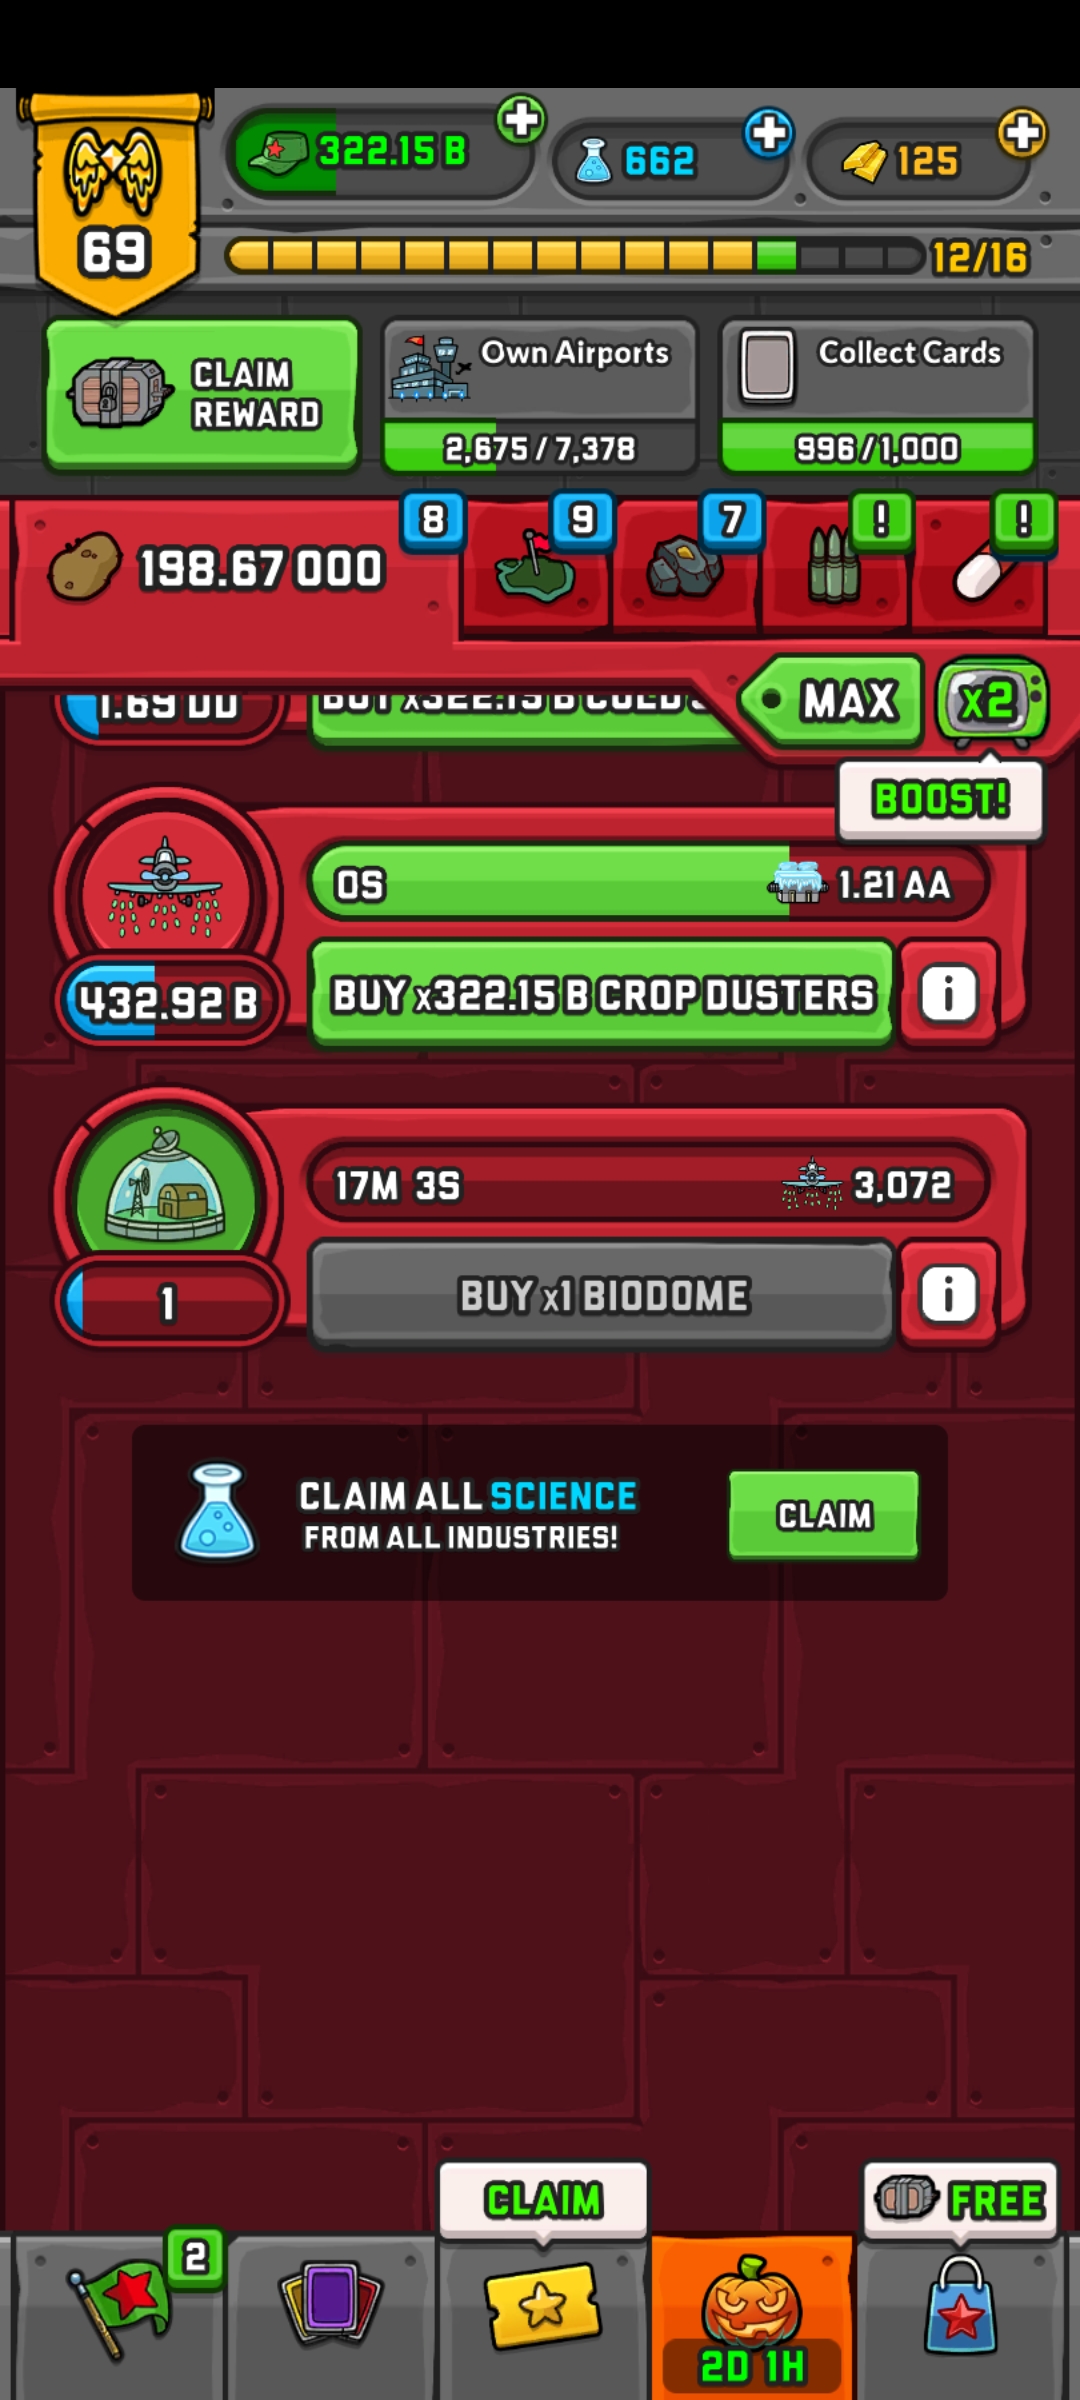 69
322.15 B
662
125
12/16
CLAIM
REWARD
Own Airports
2,675/7,378
Collect Cards
996/1,000
198.67 000
8
9
7
!
!
MAX
x2
BOOST!
0S
1.21 AA
432.92 B
BUY x322.15 B CROP DUSTERS
i
17M 3S
3,072
1
BUY x1 BIODOME
i
CLAIM ALL SCIENCE
FROM ALL INDUSTRIES!
CLAIM
CLAIM
FREE
2
2D 1H